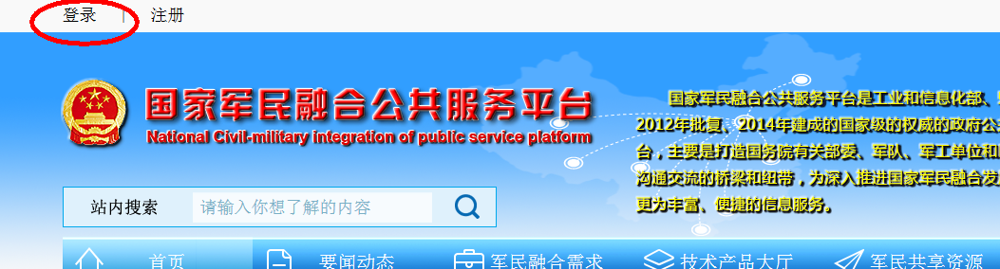 登录 | 注册
国家军民融合公共服务平台
National Civil-military integration of public service platform
国家军民融合公共服务平台是工业和信息化部、
2012年批复、2014年建成的国家级的权威的政府公
台，主要是打造国务院有关部委、军队、军工单位和
沟通交流的桥梁和纽带，为深入推进国家军民融合发
更为丰富、便捷的信息服务。
站内搜索 请输入你想了解的内容
首页 要闻动态 军民融合需求 技术产品大厅 军民共享资源